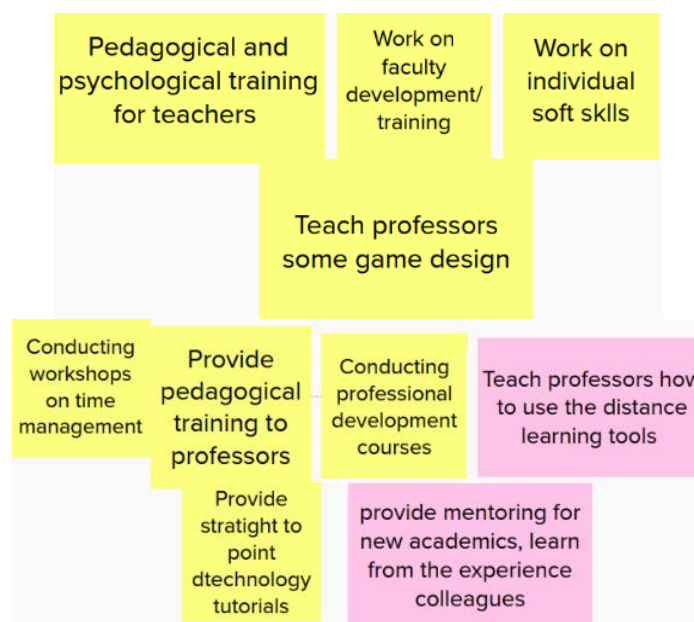 Pedagogical and
psychological training
for teachers
Work on
faculty
development/
training
Work on
individual
soft sklls
Teach professors
some game design
Conducting
workshops
on time
management
Provide
pedagogical
training to
professors
Conducting
professional
development
courses
Teach professors how
to use the distance
learning tools
Provide
stratight to
point
dtechnology
tutorials
provide mentoring for
new academics, learn
from the experience
colleagues